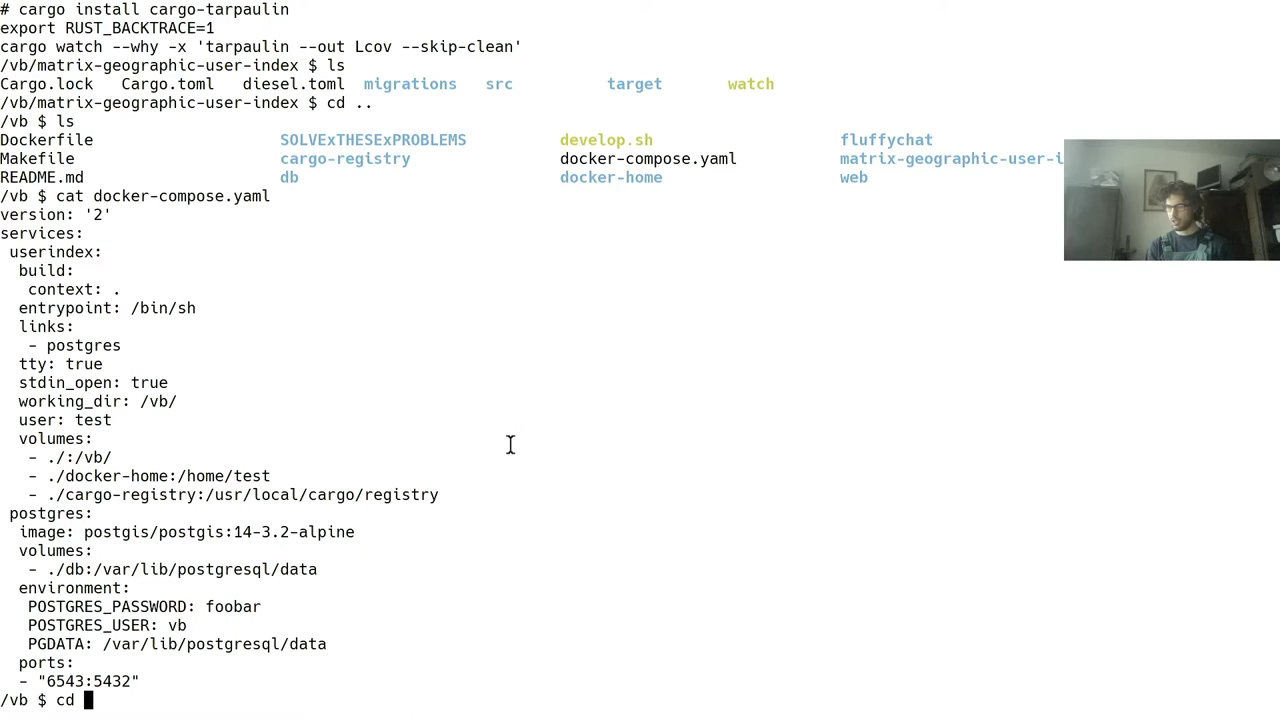 # cargo install cargo-tarpaulin
export RUST_BACKTRACE=1
cargo watch --why -x 'tarpaulin --out Lcov --skip-clean'
/vb/matrix-geographic-user-index $ ls
Cargo.lock Cargo.toml diesel.toml migrations src target watch
/vb/matrix-geographic-user-index $ cd ..
/vb $ ls
Dockerfile SOLVExTHESExPROBLEMS develop.sh fluffychat
Makefile cargo-registry docker-compose.yaml matrix-geographic-user-i
README.md db docker-home web
/vb $ cat docker-compose.yaml
version: '2'
services:
 userindex:
  build:
   context: .
  entrypoint: /bin/sh
  links:
   - postgres
  tty: true
  stdin_open: true
  working_dir: /vb/
  user: test
  volumes:
   - ./:/vb/
   - ./docker-home:/home/test
   - ./cargo-registry:/usr/local/cargo/registry
 postgres:
  image: postgis/postgis:14-3.2-alpine
  volumes:
   - ./db:/var/lib/postgresql/data
  environment:
   POSTGRES_PASSWORD: foobar
   POSTGRES_USER: vb
   PGDATA: /var/lib/postgresql/data
  ports:
  - "6543:5432"
/vb $ cd